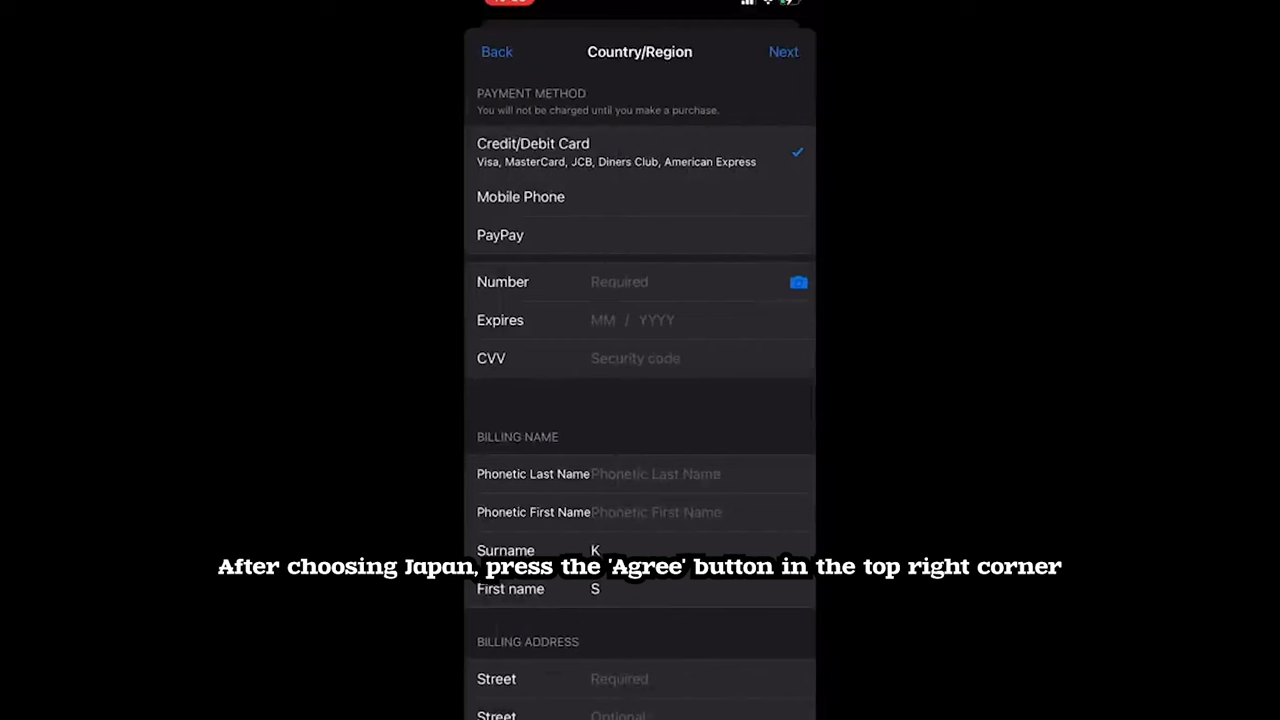 Back Country/Region Next
PAYMENT METHOD
You will not be charged until you make a purchase.
Credit/Debit Card
Visa, MasterCard, JCB, Diners Club, American Express
Mobile Phone
PayPay
Number Required
Expires MM / YYYY
CVV Security code
BILLING NAME
Phonetic Last Name Phonetic Last Name
Phonetic First Name Phonetic First Name
Surname K
After choosing Japan, press the 'Agree' button in the top right corner
First name S
BILLING ADDRESS
Street Required
Street Optional